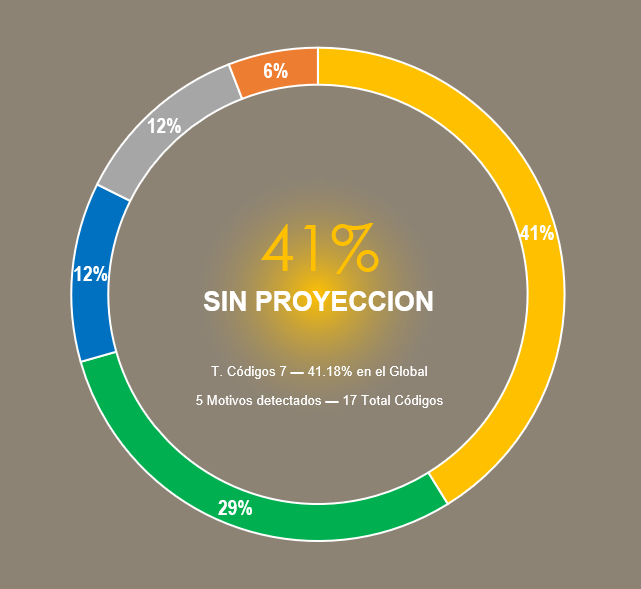 6%
12%
41%
41%
12%
SIN PROYECCION
T. Códigos 7 — 41.18% en el Global
5 Motivos detectados — 17 Total Códigos
29%